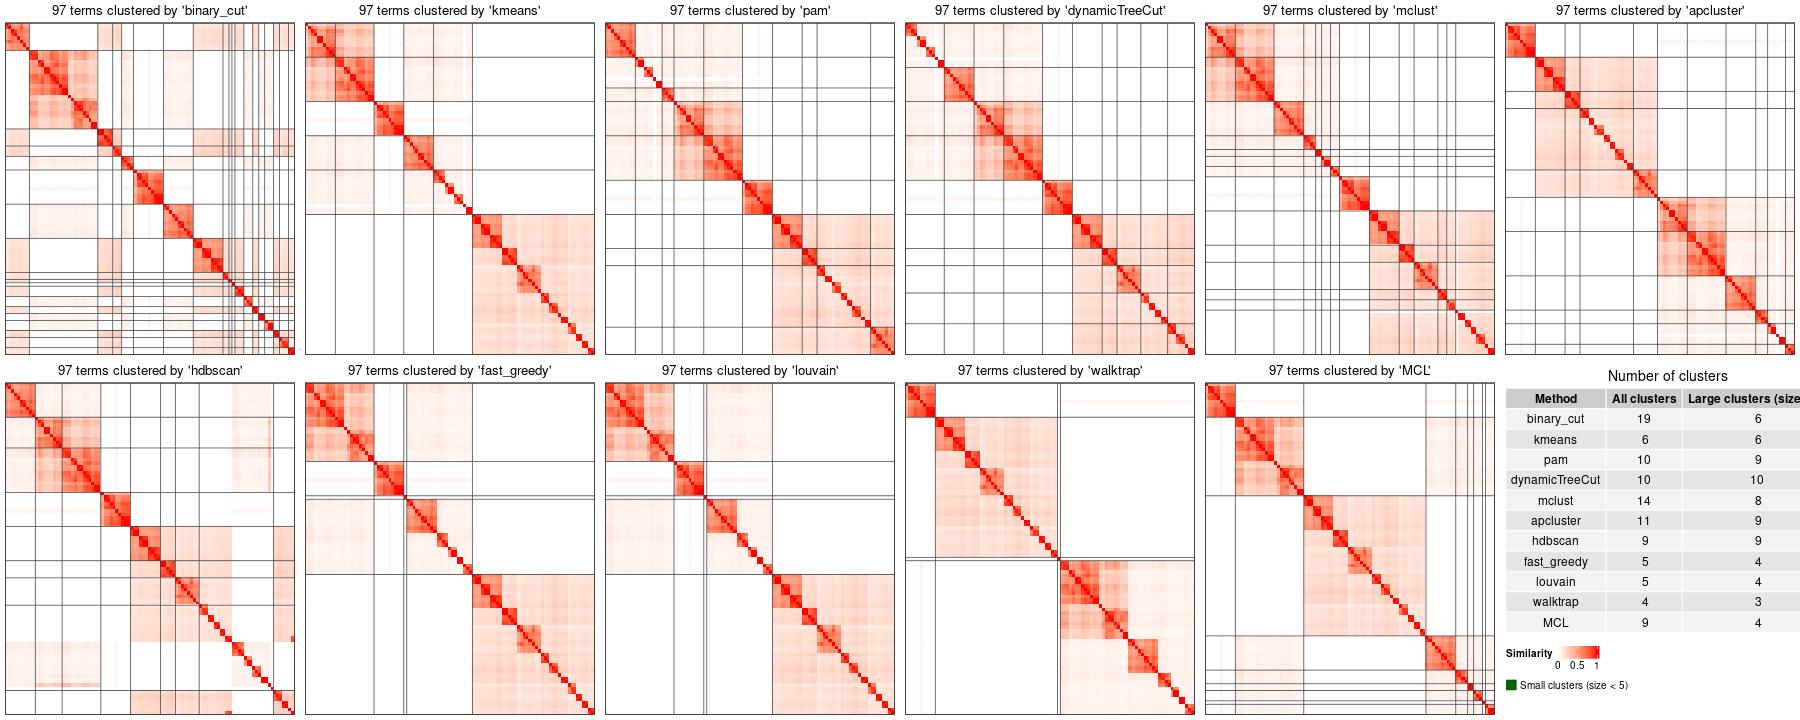 97 terms clustered by 'binary_cut'
97 terms clustered by 'kmeans'
97 terms clustered by 'pam'
97 terms clustered by 'dynamicTreeCut'
97 terms clustered by 'mclust'
97 terms clustered by 'apcluster'
97 terms clustered by 'hdbscan'
97 terms clustered by 'fast_greedy'
97 terms clustered by 'louvain'
97 terms clustered by 'walktrap'
97 terms clustered by 'MCL'
Number of clusters
Method All clusters Large clusters (size
binary_cut 19 6
kmeans 6 6
pam 10 9
dynamicTreeCut 10 10
mclust 14 8
apcluster 11 9
hdbscan 9 9
fast_greedy 5 4
louvain 5 4
walktrap 4 3
MCL 9 4
Similarity
0 0.5 1
Small clusters (size < 5)